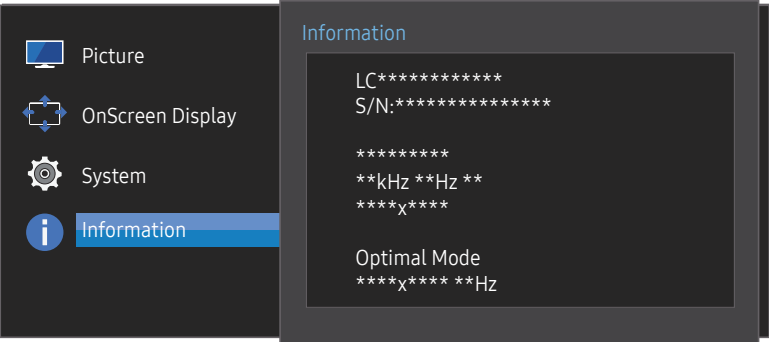 Picture
OnScreen Display
System
Information
Information
LC************
S/N:***************
*********
**kHz **Hz **
****x****
Optimal Mode
****x**** **Hz